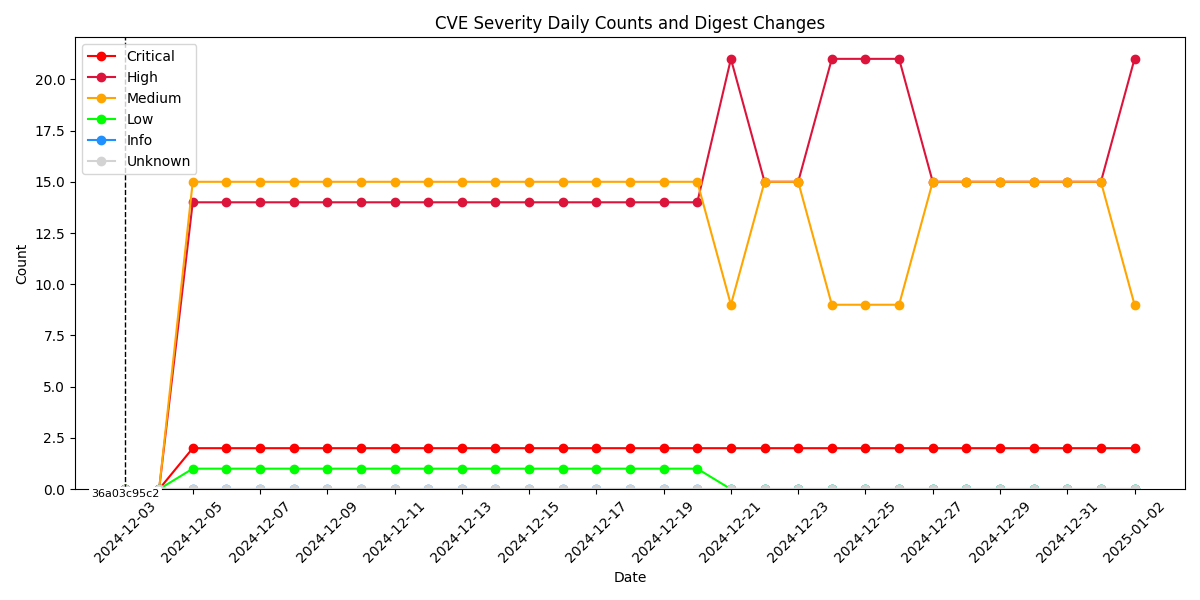 CVE Severity Daily Counts and Digest Changes
Critical
High
Medium
Low
Info
Unknown
Count
20.0
17.5
15.0
12.5
10.0
7.5
5.0
2.5
0.0
36a03c95c2
2024-12-03
2024-12-05
2024-12-07
2024-12-09
2024-12-11
2024-12-13
2024-12-15
2024-12-17
2024-12-19
2024-12-21
2024-12-23
2024-12-25
2024-12-27
2024-12-29
2024-12-31
2025-01-02
Date